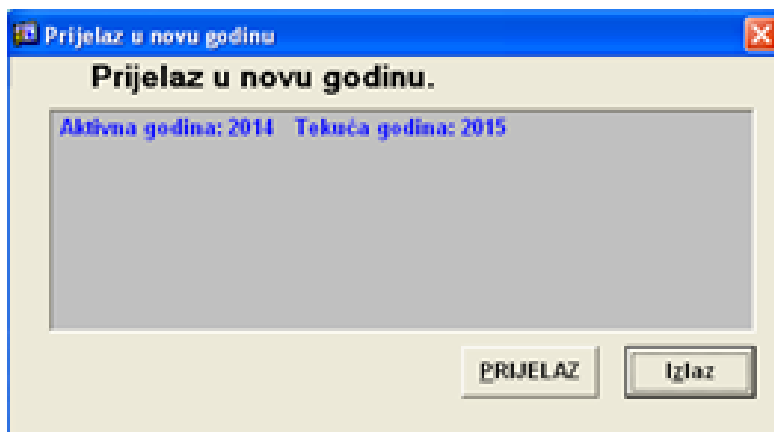 Prijelaz u novu godinu
Prijelaz u novu godinu.
Aktivna godina: 2014 Tekuća godina: 2015
PRIJELAZ
Izlaz